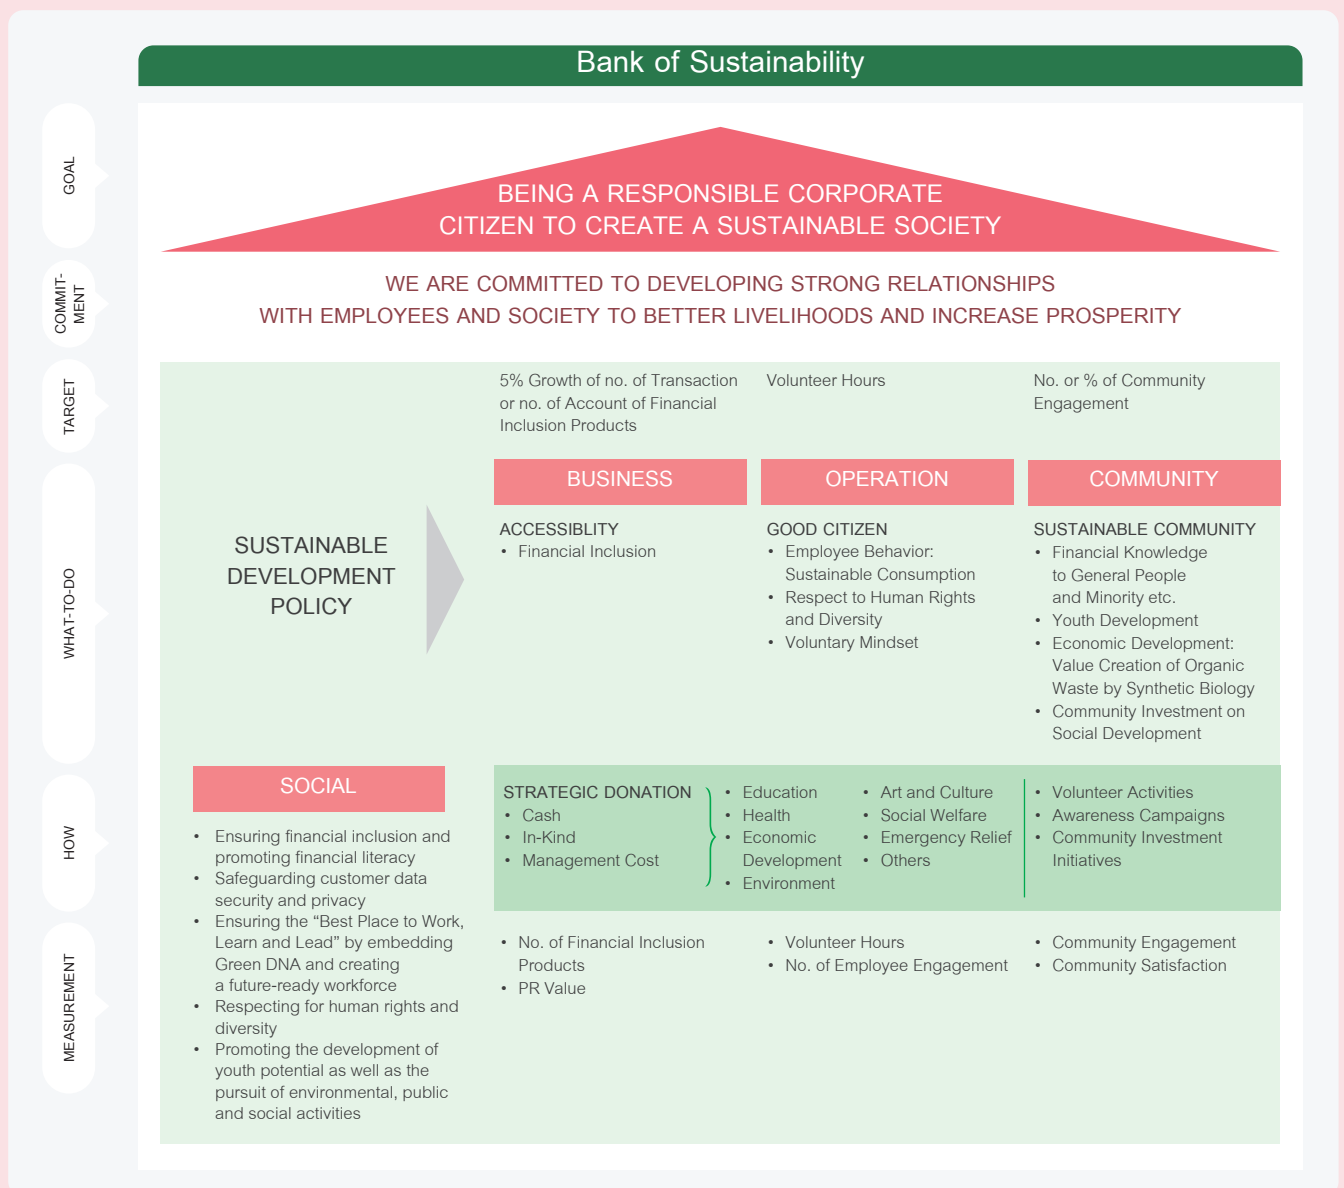 Bank of Sustainability
GOAL
BEING A RESPONSIBLE CORPORATE
CITIZEN TO CREATE A SUSTAINABLE SOCIETY
COMMIT-
MENT
WE ARE COMMITTED TO DEVELOPING STRONG RELATIONSHIPS
WITH EMPLOYEES AND SOCIETY TO BETTER LIVELIHOODS AND INCREASE PROSPERITY
TARGET
5% Growth of no. of Transaction
or no. of Account of Financial
Inclusion Products
Volunteer Hours
No. or % of Community
Engagement
WHAT-TO-DO
SUSTAINABLE
DEVELOPMENT
POLICY
BUSINESS
ACCESSIBLITY
• Financial Inclusion
OPERATION
GOOD CITIZEN
• Employee Behavior:
Sustainable Consumption
• Respect to Human Rights
and Diversity
• Voluntary Mindset
COMMUNITY
SUSTAINABLE COMMUNITY
• Financial Knowledge
to General People
and Minority etc.
• Youth Development
• Economic Development:
Value Creation of Organic
Waste by Synthetic Biology
• Community Investment on
Social Development
SOCIAL
• Ensuring financial inclusion and
promoting financial literacy
• Safeguarding customer data
security and privacy
• Ensuring the “Best Place to Work,
Learn and Lead” by embedding
Green DNA and creating
a future-ready workforce
• Respecting for human rights and
diversity
• Promoting the development of
youth potential as well as the
pursuit of environmental, public
and social activities
HOW
STRATEGIC DONATION
• Cash
• In-Kind
• Management Cost
• Education
• Health
• Economic
Development
• Environment
• Art and Culture
• Social Welfare
• Emergency Relief
• Others
• Volunteer Activities
• Awareness Campaigns
• Community Investment
Initiatives
MEASUREMENT
• No. of Financial Inclusion
Products
• PR Value
• Volunteer Hours
• No. of Employee Engagement
• Community Engagement
• Community Satisfaction